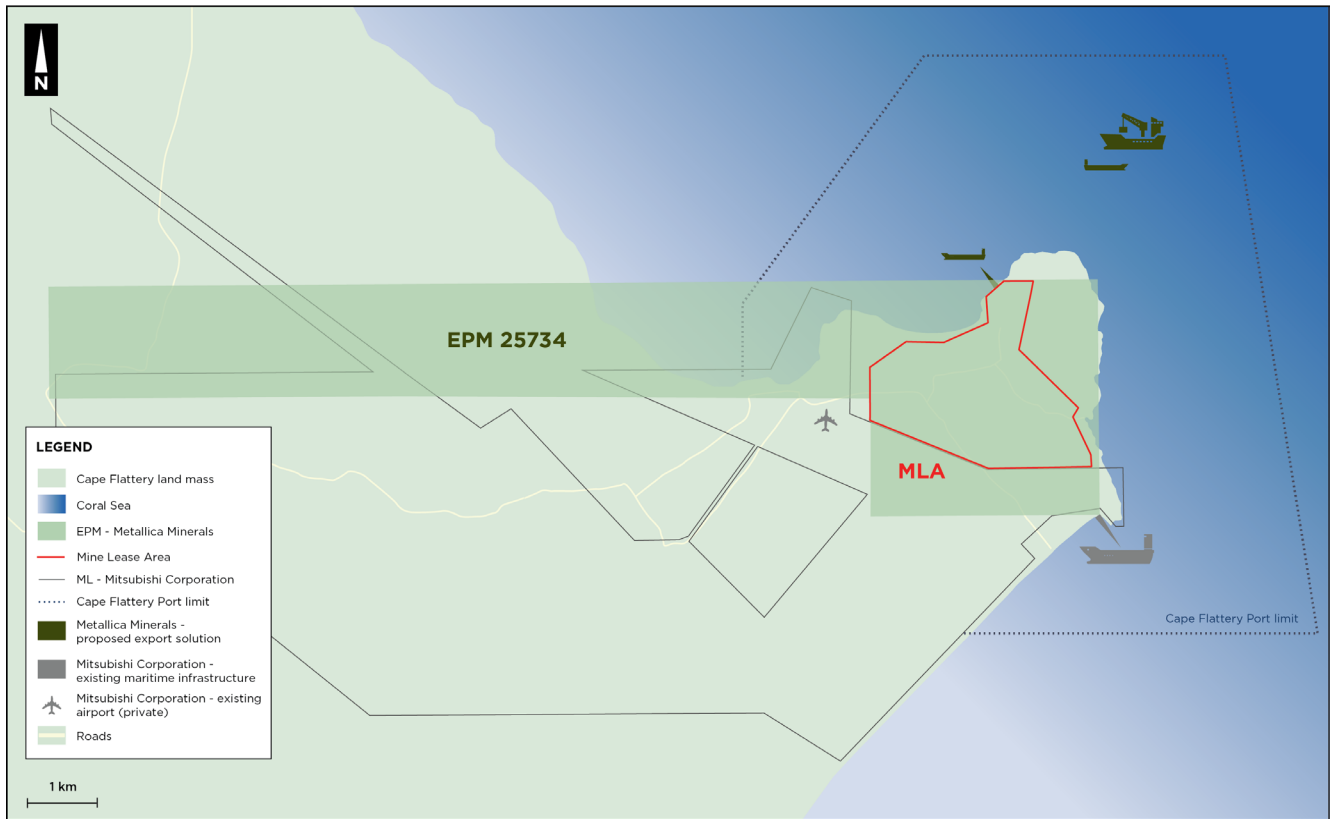 N
EPM 25734
MLA
LEGEND
Cape Flattery land mass
Coral Sea
EPM - Metallica Minerals
Mine Lease Area
ML - Mitsubishi Corporation
Cape Flattery Port limit
Metallica Minerals -
proposed export solution
Mitsubishi Corporation -
existing maritime infrastructure
Mitsubishi Corporation - existing
airport (private)
Roads
Cape Flattery Port limit
1 km